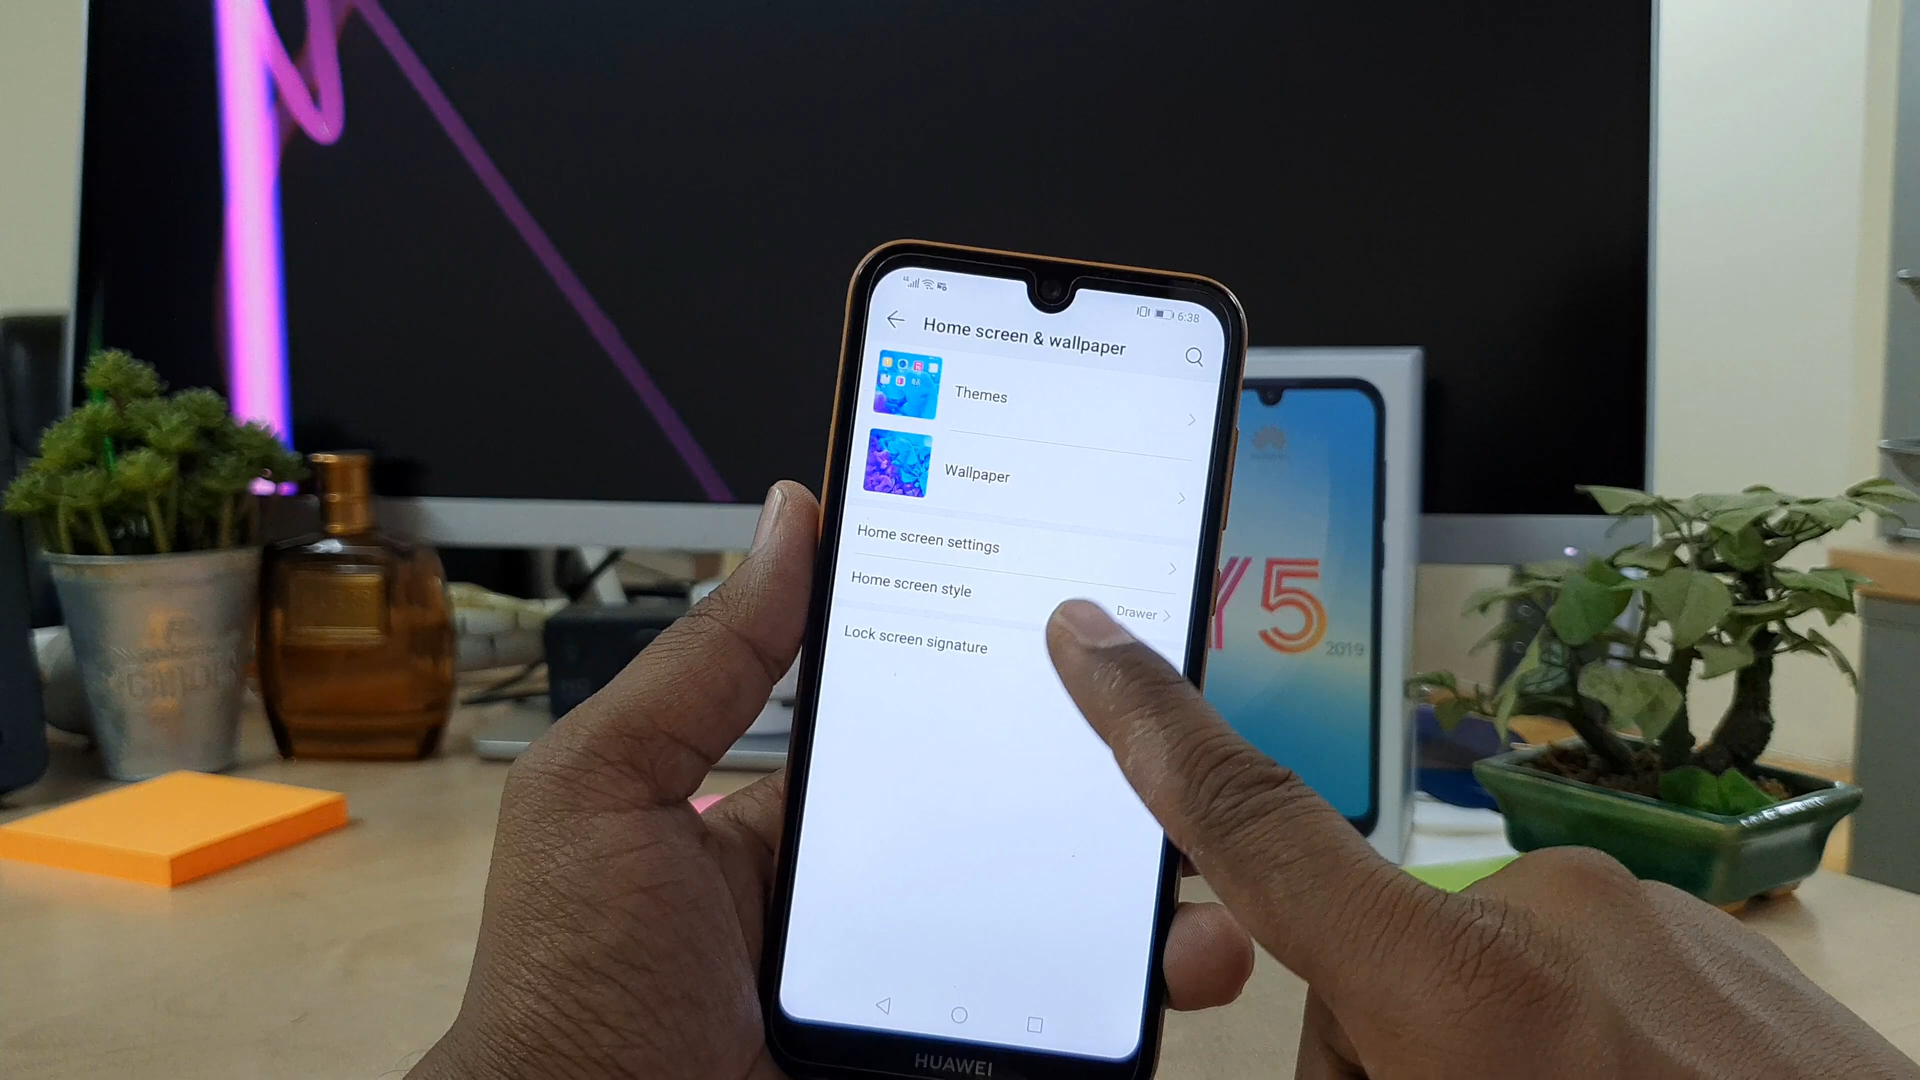 6:38
Home screen & wallpaper
Themes
Wallpaper
Home screen settings
Home screen style
Drawer
Lock screen signature
HUAWEI
Y5
2019